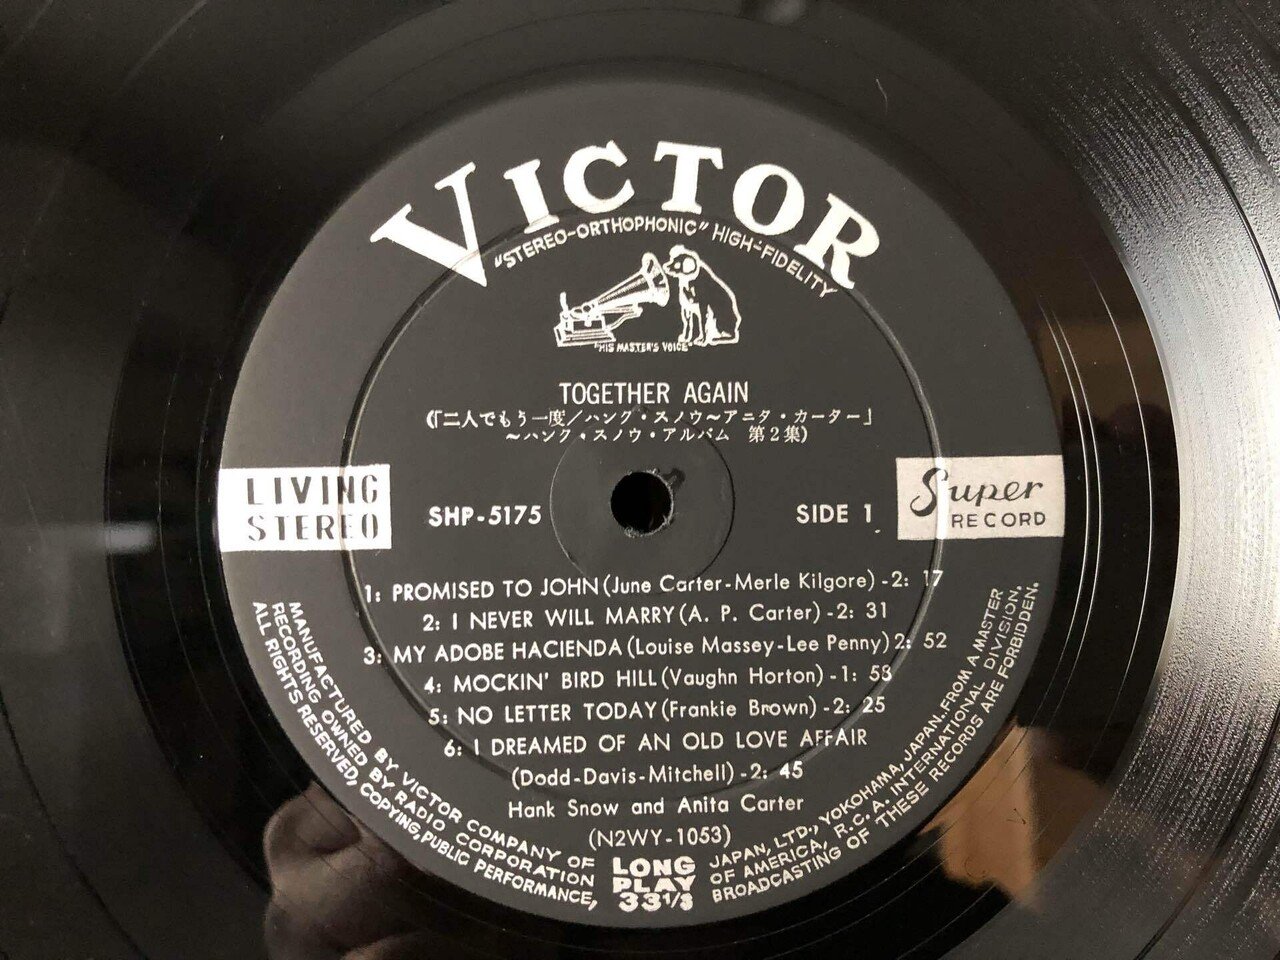 VICTOR
"STEREO-ORTHOPHONIC" HIGH-FIDELITY
"HIS MASTER'S VOICE"
TOGETHER AGAIN
(「二人でもう一度/ハンク・スノウ~アニタ・カーター」
~ハンク・スノウ・アルバム 第2集)
LIVING
STEREO
SHP-5175
SIDE 1
Super
RECORD
1: PROMISED TO JOHN (June Carter-Merle Kilgore) -2: 17
2: I NEVER WILL MARRY (A. P. Carter) -2: 31
3: MY ADOBE HACIENDA (Louise Massey-Lee Penny) 2: 52
4: MOCKIN' BIRD HILL (Vaughn Horton) -1: 58
5: NO LETTER TODAY (Frankie Brown) -2: 25
6: I DREAMED OF AN OLD LOVE AFFAIR
(Dodd-Davis-Mitchell) -2: 45
Hank Snow and Anita Carter
(N2WY-1053)
LONG
PLAY
33 1/3
MANUFACTURED BY VICTOR COMPANY OF JAPAN, LTD., YOKOHAMA, JAPAN. FROM A MASTER
RECORDING OWNED BY RADIO CORPORATION OF AMERICA, R.C.A. INTERNATIONAL DIVISION,
ALL RIGHTS RESERVED, COPYING, PUBLIC PERFORMANCE, BROADCASTING OF THESE RECORDS ARE FORBIDDEN.